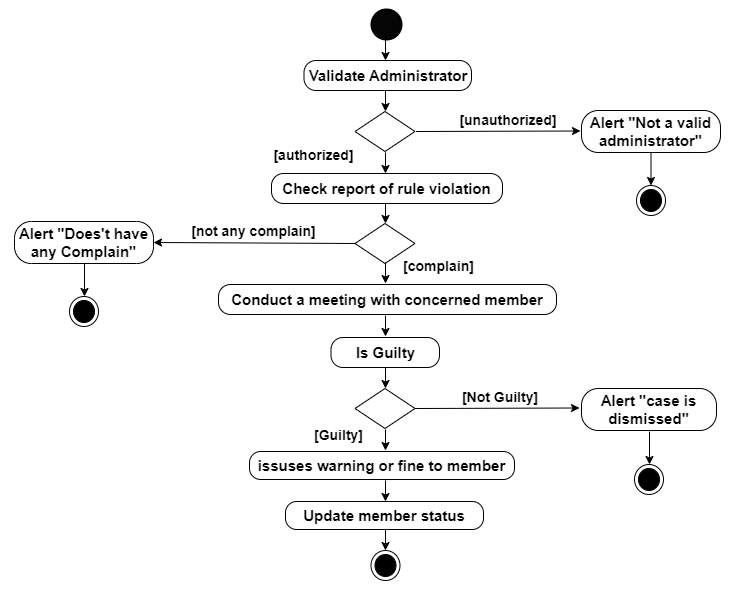 Validate Administrator
[unauthorized]
Alert "Not a valid
administrator"
[authorized]
Check report of rule violation
[not any complain]
Alert "Does't have
any Complain"
[complain]
Conduct a meeting with concerned member
Is Guilty
[Not Guilty]
Alert "case is
dismissed"
[Guilty]
issuses warning or fine to member
Update member status